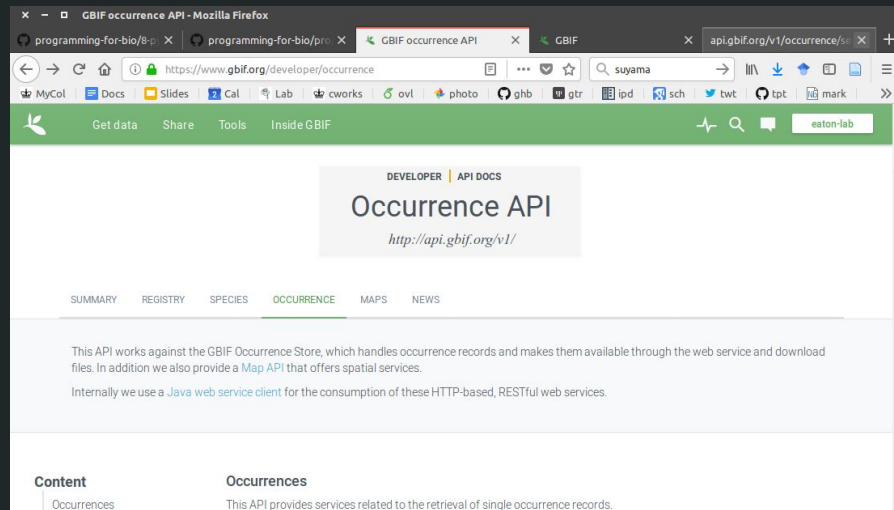 GBIF occurrence API - Mozilla Firefox
programming-for-bio/8-p programming-for-bio/pro GBIF occurrence API GBIF api.gbif.org/v1/occurrence/se
https://www.gbif.org/developer/occurrence suyama
MyCol Docs Slides Cal Lab cworks ovl photo ghb gtr ipd sch twt tpt mark
Get data Share Tools Inside GBIF eaton-lab
DEVELOPER | API DOCS
Occurrence API
http://api.gbif.org/v1/
SUMMARY REGISTRY SPECIES OCCURRENCE MAPS NEWS
This API works against the GBIF Occurrence Store, which handles occurrence records and makes them available through the web service and download
files. In addition we also provide a Map API that offers spatial services.
Internally we use a Java web service client for the consumption of these HTTP-based, RESTful web services.
Content Occurrences
Occurrences This API provides services related to the retrieval of single occurrence records.